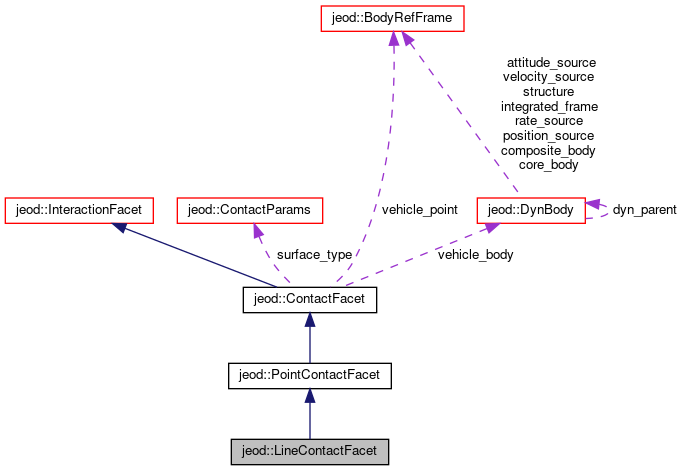 jeod::BodyRefFrame
attitude_source
velocity_source
structure
integrated_frame
rate_source
position_source
composite_body
core_body
jeod::InteractionFacet
jeod::ContactParams
vehicle_point
jeod::DynBody
dyn_parent
surface_type
vehicle_body
jeod::ContactFacet
jeod::PointContactFacet
jeod::LineContactFacet